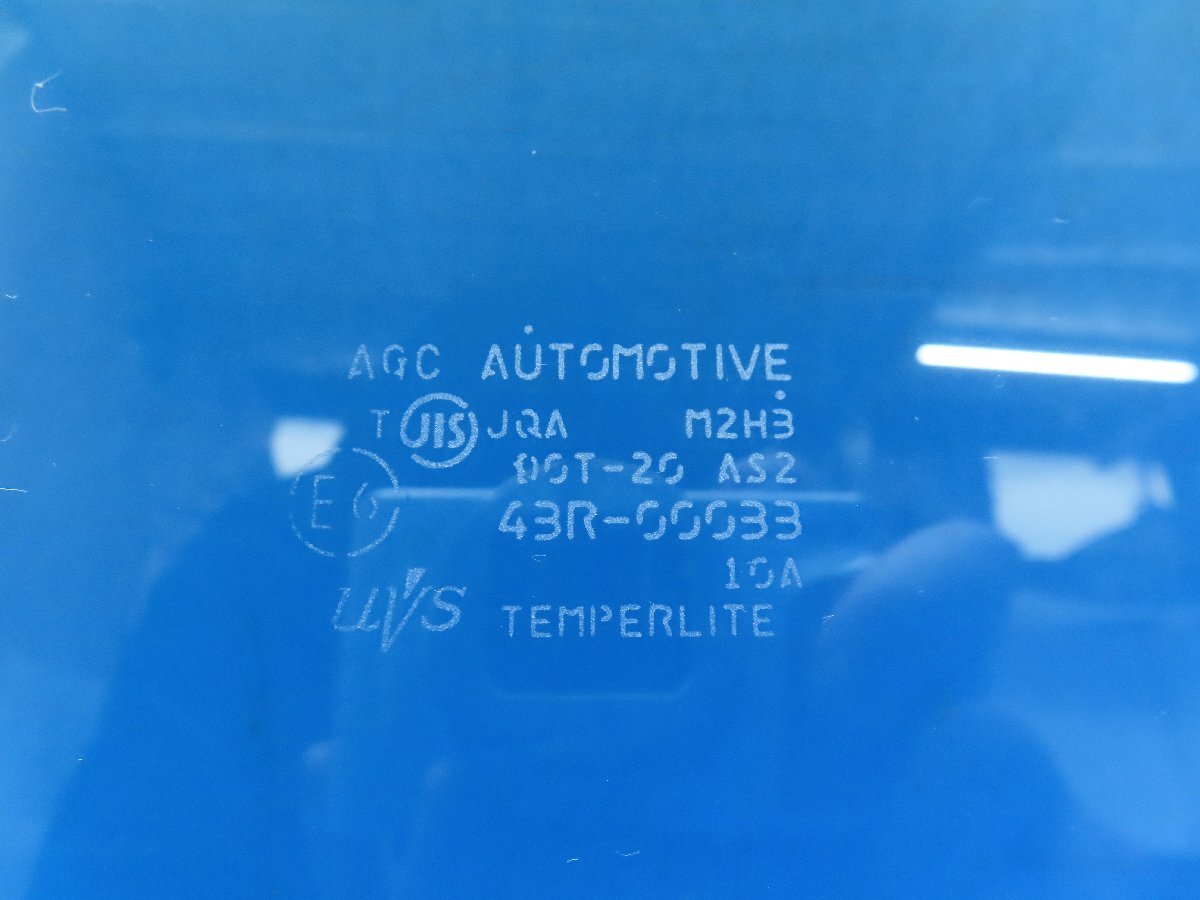 AGC AUTOMOTIVE
T JIS JQA M2H3
DOT-20 AS2
E6 43R-00033
10A
UVS TEMPERLITE